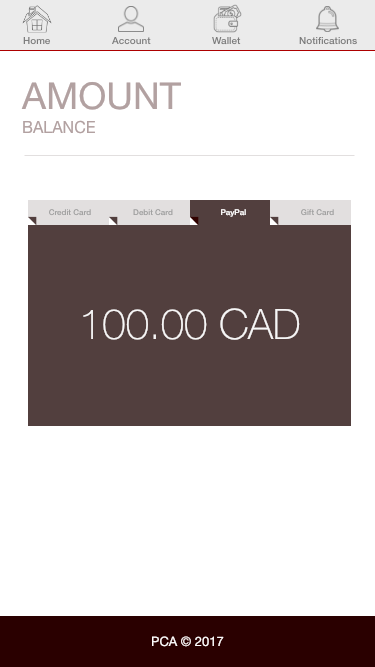 Home Account Wallet Notifications
AMOUNT
BALANCE
Credit Card Debit Card PayPal Gift Card
100.00 CAD
PCA © 2017